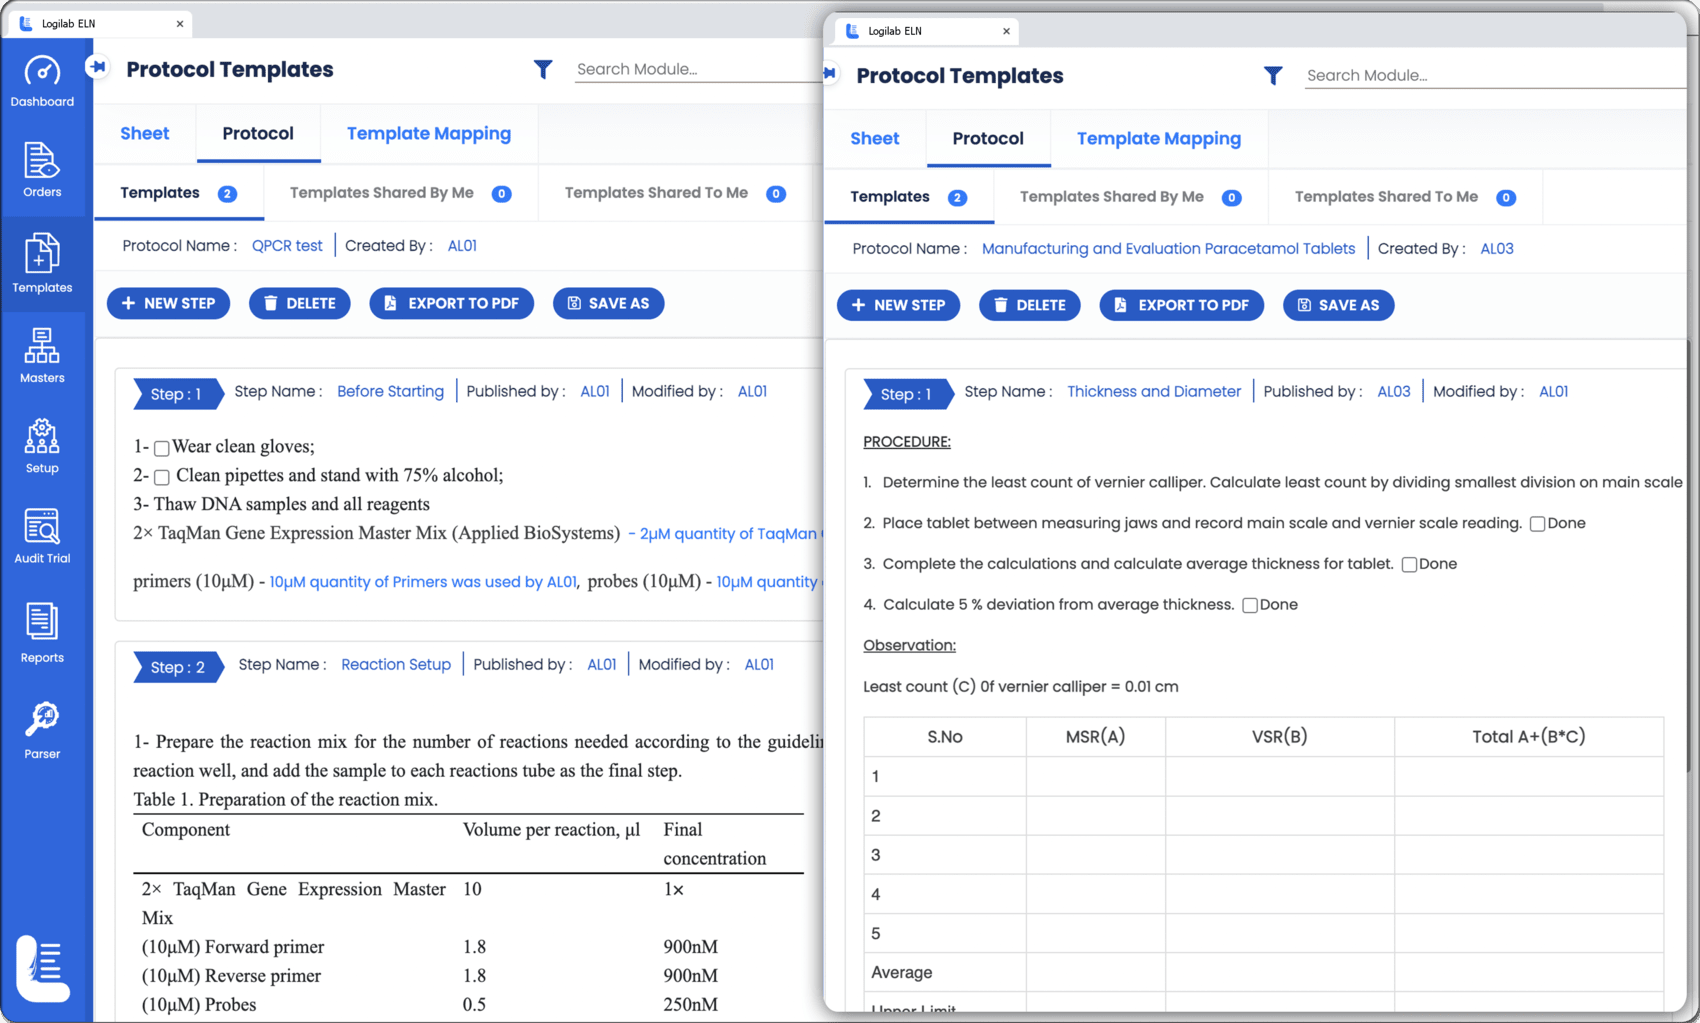 Logilab ELN
Dashboard
Orders
Templates
Masters
Setup
Audit Trial
Reports
Parser
Protocol Templates
Search Module...
Sheet Protocol Template Mapping
Templates 2 Templates Shared By Me 0 Templates Shared To Me 0
Protocol Name : QPCR test Created By : AL01
NEW STEP DELETE EXPORT TO PDF SAVE AS
Step : 1 Step Name : Before Starting Published by : AL01 Modified by : AL01
1- Wear clean gloves;
2- Clean pipettes and stand with 75% alcohol;
3- Thaw DNA samples and all reagents
2× TaqMan Gene Expression Master Mix (Applied BioSystems) - 2µM quantity of TaqMan
primers (10µM) - 10µM quantity of Primers was used by AL01, probes (10µM) - 10µM quantity
Step : 2 Step Name : Reaction Setup Published by : AL01 Modified by : AL01
1- Prepare the reaction mix for the number of reactions needed according to the
reaction well, and add the sample to each reactions tube as the final step.
Table 1. Preparation of the reaction mix.
Component Volume per reaction, µl Final
concentration
2× TaqMan Gene Expression Master 10 1×
Mix
(10µM) Forward primer 1.8 900nM
(10µM) Reverse primer 1.8 900nM
(10µM) Probes 0.5 250nM
Logilab ELN
Protocol Templates
Search Module...
Sheet Protocol Template Mapping
Templates 2 Templates Shared By Me 0 Templates Shared To Me 0
Protocol Name : Manufacturing and Evaluation Paracetamol Tablets Created By : AL03
NEW STEP DELETE EXPORT TO PDF SAVE AS
Step : 1 Step Name : Thickness and Diameter Published by : AL03 Modified by : AL01
PROCEDURE:
1. Determine the least count of vernier calliper. Calculate least count by dividing smallest division on main scale
2. Place tablet between measuring jaws and record main scale and vernier scale reading. Done
3. Complete the calculations and calculate average thickness for tablet. Done
4. Calculate 5 % deviation from average thickness. Done
Observation:
Least count (C) 0f vernier calliper = 0.01 cm
S.No MSR(A) VSR(B) Total A+(B*C)
1
2
3
4
5
Average
Upper Limit